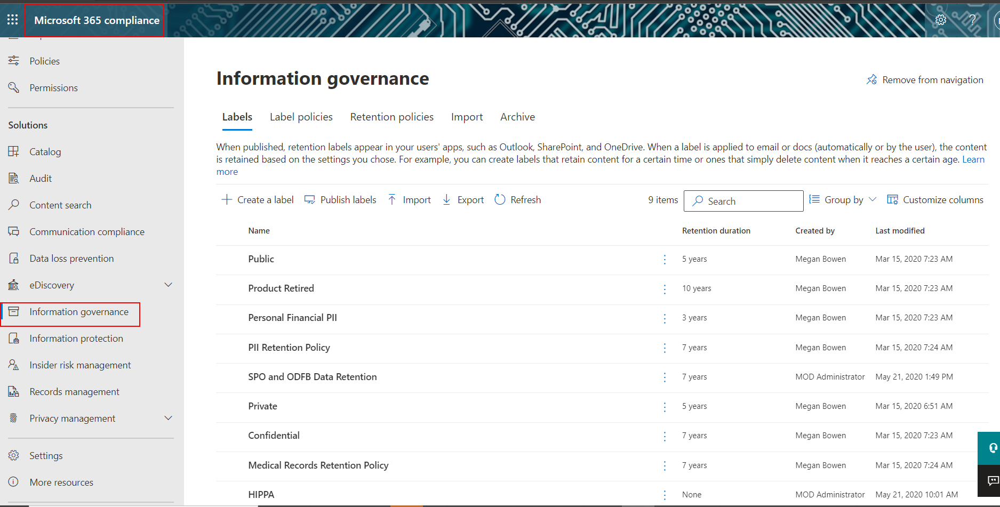 Microsoft 365 compliance
?
Policies
Permissions
Solutions
Catalog
Audit
Content search
Communication compliance
Data loss prevention
eDiscovery
Information governance
Information protection
Insider risk management
Records management
Privacy management
Settings
More resources
Information governance
Remove from navigation
Labels Label policies Retention policies Import Archive
When published, retention labels appear in your users' apps, such as Outlook, SharePoint, and OneDrive. When a label is applied to email or docs (automatically or by the user), the content
is retained based on the settings you chose. For example, you can create labels that retain content for a certain time or ones that simply delete content when it reaches a certain age. Learn
more
Create a label Publish labels Import Export Refresh 9 items Search Group by Customize columns
Name Retention duration Created by Last modified
Public 5 years Megan Bowen Mar 15, 2020 7:23 AM
Product Retired 10 years Megan Bowen Mar 15, 2020 7:23 AM
Personal Financial PII 3 years Megan Bowen Mar 15, 2020 7:23 AM
PII Retention Policy 7 years Megan Bowen Mar 15, 2020 7:24 AM
SPO and ODFB Data Retention 7 years MOD Administrator May 21, 2020 1:49 PM
Private 5 years Megan Bowen Mar 15, 2020 6:51 AM
Confidential 7 years Megan Bowen Mar 15, 2020 7:23 AM
Medical Records Retention Policy 7 years Megan Bowen Mar 15, 2020 7:24 AM
HIPPA None MOD Administrator May 21, 2020 10:01 AM